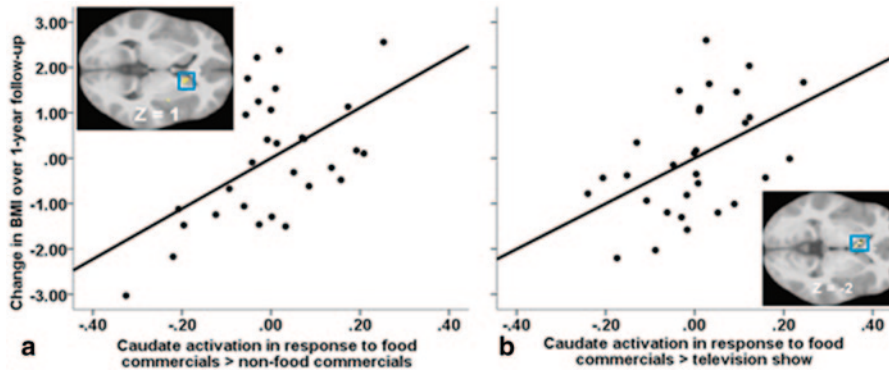 Change in BMI over 1-year follow-up
3.00
2.00
1.00
.00
-1.00
-2.00
-3.00
Z = 1
-.40
-.20
.00
.20
.40
a
Caudate activation in response to food
commercials > non-food commercials
Z = -2
-.40
-.20
.00
.20
.40
b
Caudate activation in response to food
commercials > television show